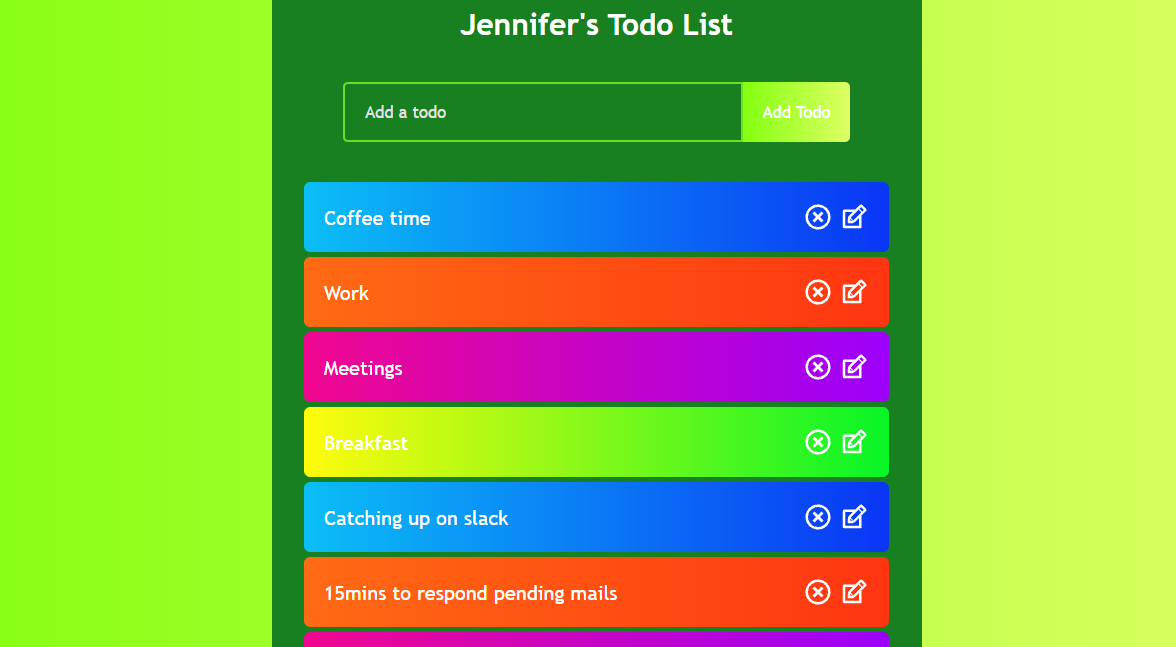 Jennifer's Todo List
Add a todo
Add Todo
Coffee time
Work
Meetings
Breakfast
Catching up on slack
15mins to respond pending mails